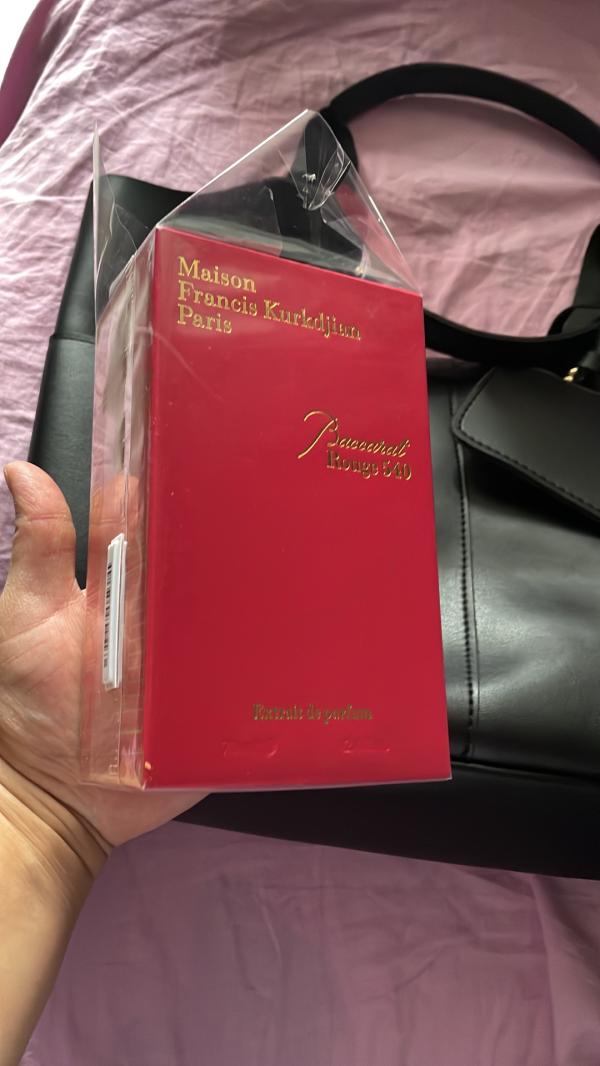 Maison
Francis Kurkdjian
Paris
Baccarat
Rouge 540
Extrait de parfum